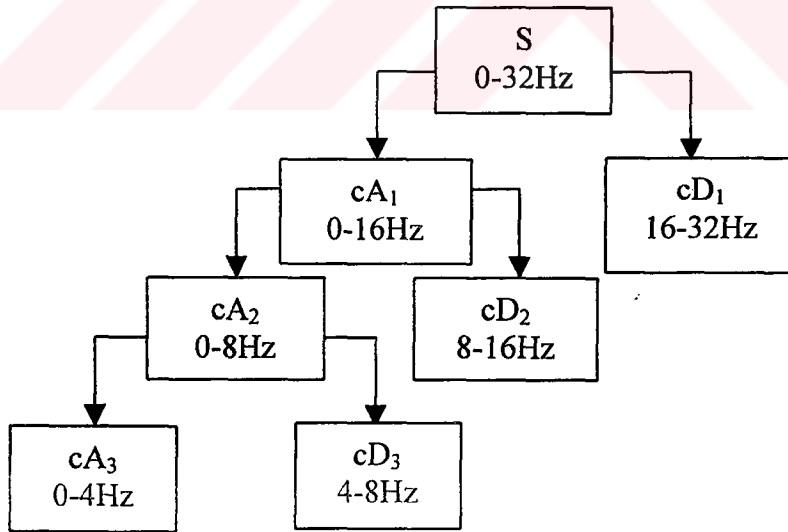 S
0-32Hz
cA₁
0-16Hz
cD₁
16-32Hz
cA₂
0-8Hz
cD₂
8-16Hz
cA₃
0-4Hz
cD₃
4-8Hz